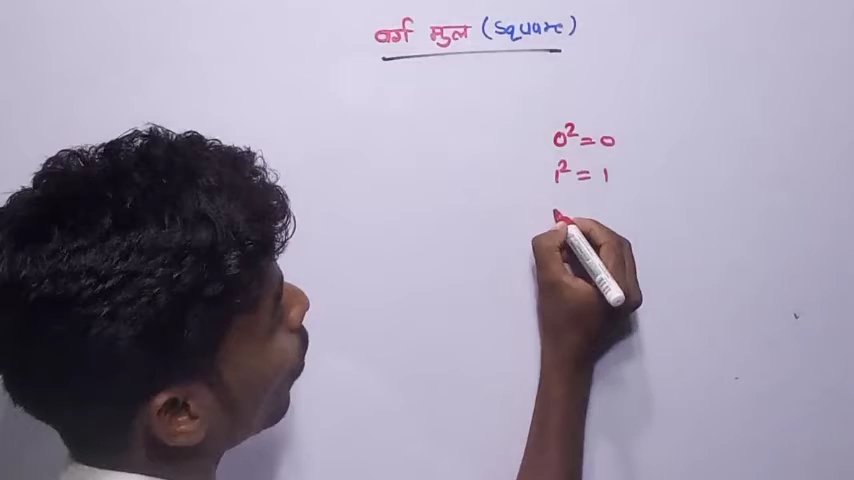 वर्ग मुल (Square)
0² = 0
1² = 1